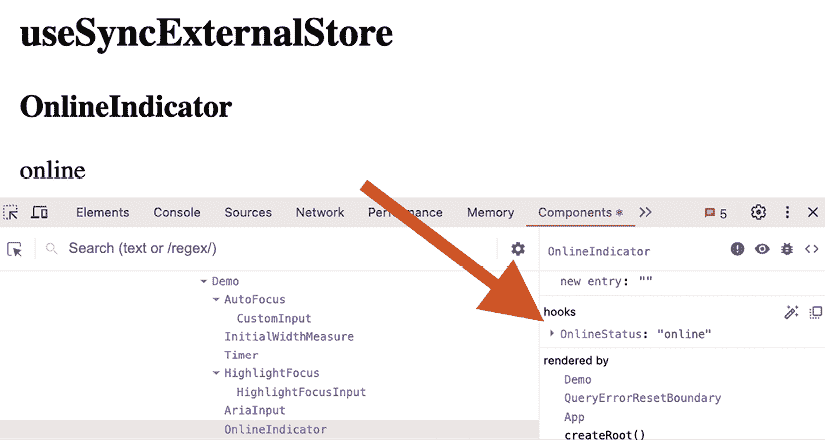 useSyncExternalStore
OnlineIndicator
online
Elements Console Sources Network Performance Memory Components 5
Search (text or /regex/)
OnlineIndicator
Demo
AutoFocus
CustomInput
InitialWidthMeasure
Timer
HighlightFocus
HighlightFocusInput
AriaInput
OnlineIndicator
new entry: ""
hooks
OnlineStatus: "online"
rendered by
Demo
QueryErrorResetBoundary
App
createRoot()